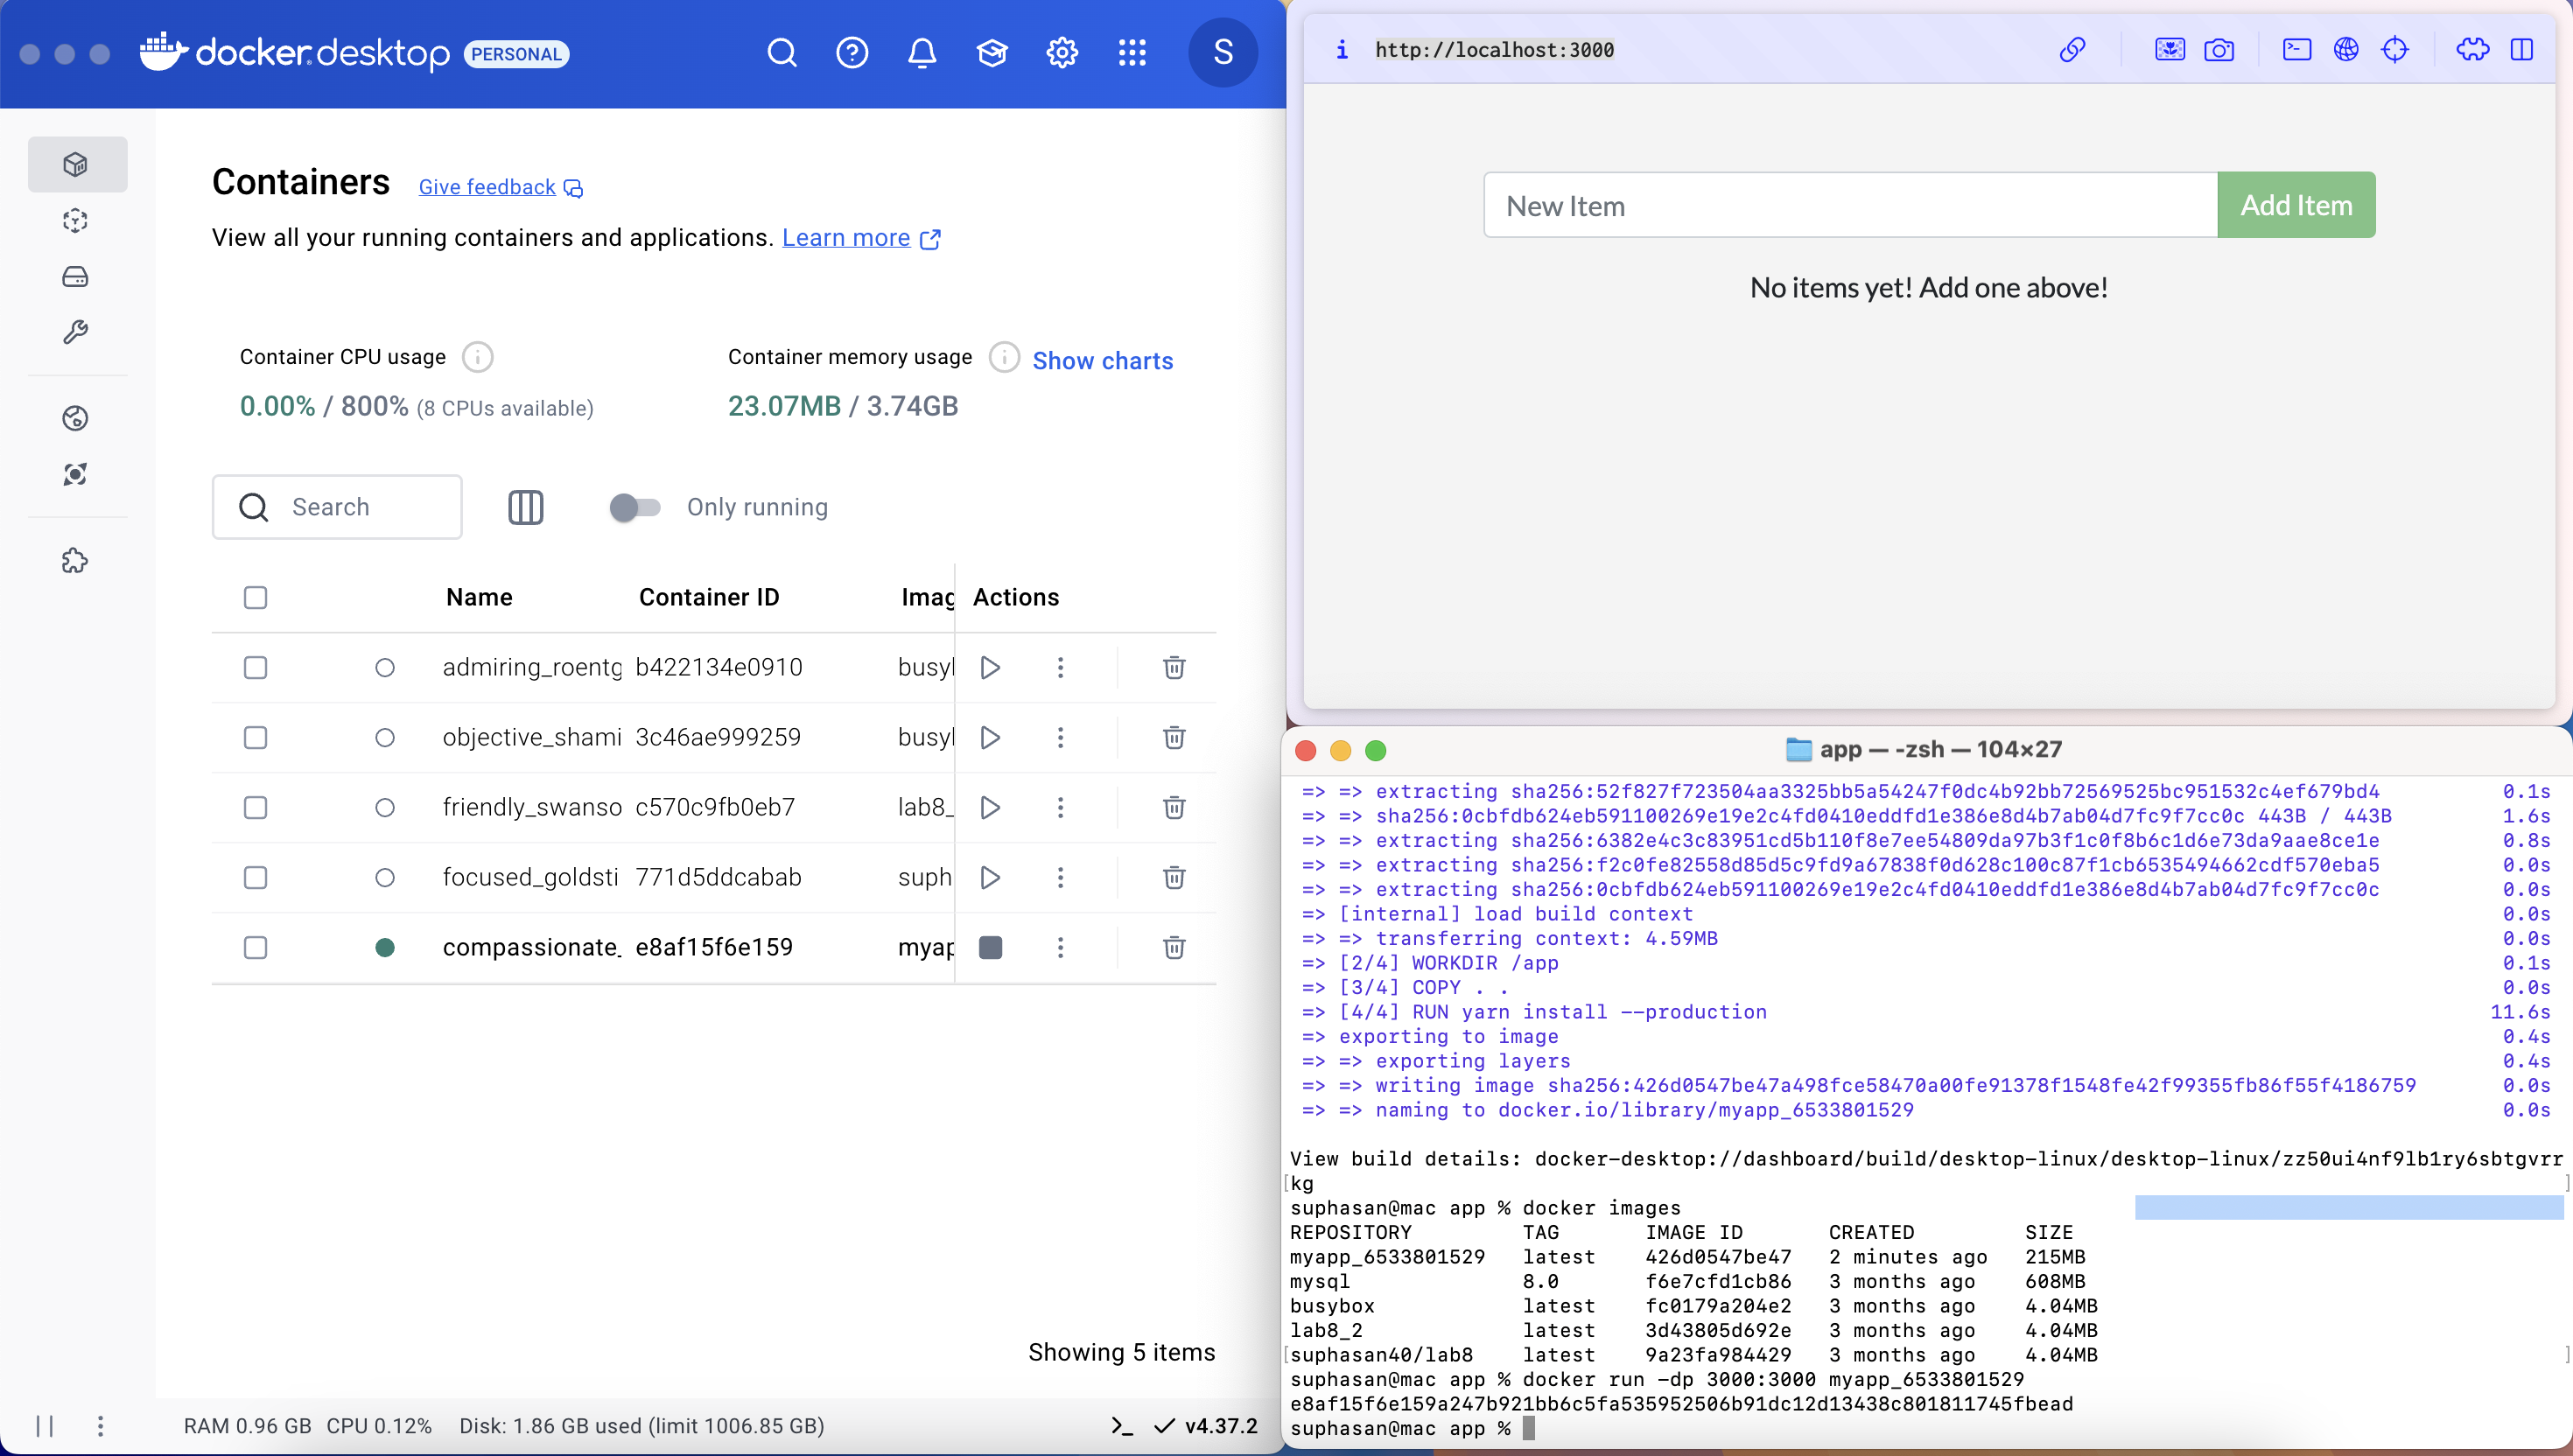 docker.desktop PERSONAL
S
Containers Give feedback
View all your running containers and applications. Learn more
Container CPU usage
0.00% / 800% (8 CPUs available)
Container memory usage
23.07MB / 3.74GB
Show charts
Search
Only running
Name Container ID Imag Actions
admiring_roentg b422134e0910 busyl
objective_shami 3c46ae999259 busyl
friendly_swanso c570c9fb0eb7 lab8_
focused_goldsti 771d5ddcabab suph
compassionate_ e8af15f6e159 myap
Showing 5 items
RAM 0.96 GB CPU 0.12% Disk: 1.86 GB used (limit 1006.85 GB)
>_ v4.37.2
i http://localhost:3000
New Item
Add Item
No items yet! Add one above!
app — -zsh — 104×27
=> => extracting sha256:52f827f723504aa3325bb5a54247f0dc4b92bb72569525bc951532c4ef679bd4 0.1s
=> => sha256:0cbfdb624eb591100269e19e2c4fd0410eddfd1e386e8d4b7ab04d7fc9f7cc0c 443B / 443B 1.6s
=> => extracting sha256:6382e4c3c83951cd5b110f8e7ee54809da97b3f1c0f8b6c1d6e73da9aae8ce1e 0.8s
=> => extracting sha256:f2c0fe82558d85d5c9fd9a67838f0d628c100c87f1cb6535494662cdf570eba5 0.0s
=> => extracting sha256:0cbfdb624eb591100269e19e2c4fd0410eddfd1e386e8d4b7ab04d7fc9f7cc0c 0.0s
=> [internal] load build context 0.0s
=> => transferring context: 4.59MB 0.0s
=> [2/4] WORKDIR /app 0.1s
=> [3/4] COPY . . 0.0s
=> [4/4] RUN yarn install --production 11.6s
=> exporting to image 0.4s
=> => exporting layers 0.4s
=> => writing image sha256:426d0547be47a498fce58470a00fe91378f1548fe42f99355fb86f55f4186759 0.0s
=> => naming to docker.io/library/myapp_6533801529 0.0s
View build details: docker-desktop://dashboard/build/desktop-linux/desktop-linux/zz50ui4nf9lb1ry6sbtgvrr
[kg ]
suphasan@mac app % docker images
REPOSITORY TAG IMAGE ID CREATED SIZE
myapp_6533801529 latest 426d0547be47 2 minutes ago 215MB
mysql 8.0 f6e7cfd1cb86 3 months ago 608MB
busybox latest fc0179a204e2 3 months ago 4.04MB
lab8_2 latest 3d43805d692e 3 months ago 4.04MB
[suphasan40/lab8 latest 9a23fa984429 3 months ago 4.04MB ]
suphasan@mac app % docker run -dp 3000:3000 myapp_6533801529
e8af15f6e159a247b921bb6c5fa535952506b91dc12d13438c801811745fbead
suphasan@mac app %